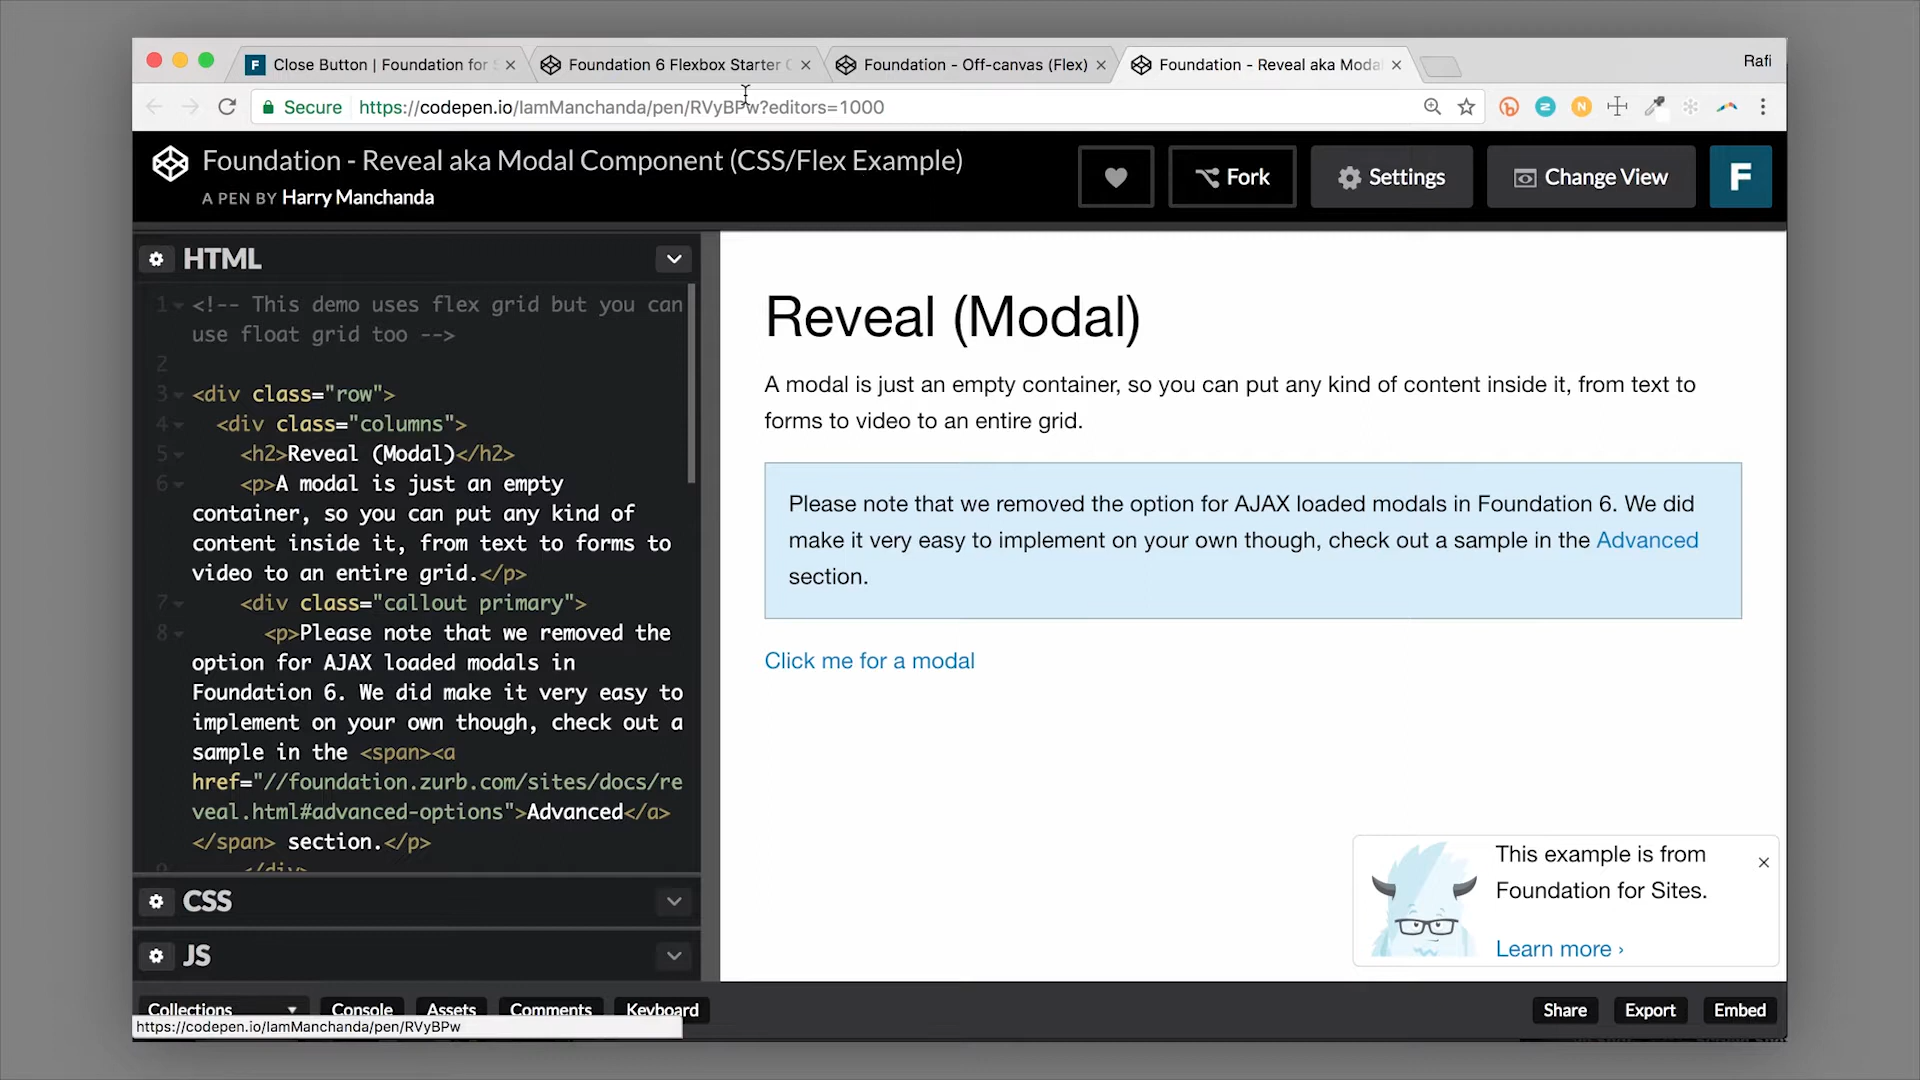 Close Button | Foundation for S
Foundation 6 Flexbox Starter
Foundation - Off-canvas (Flex)
Foundation - Reveal aka Modal
Rafi
Secure https://codepen.io/IamManchanda/pen/RVyBPw?editors=1000
Foundation - Reveal aka Modal Component (CSS/Flex Example)
A PEN BY Harry Manchanda
Fork
Settings
Change View
F
HTML
1 <!-- This demo uses flex grid but you can
use float grid too -->
2
3 <div class="row">
4 <div class="columns">
5 <h2>Reveal (Modal)</h2>
6 <p>A modal is just an empty
container, so you can put any kind of
content inside it, from text to forms to
video to an entire grid.</p>
7 <div class="callout primary">
8 <p>Please note that we removed the
option for AJAX loaded modals in
Foundation 6. We did make it very easy to
implement on your own though, check out a
sample in the <span><a
href="//foundation.zurb.com/sites/docs/re
veal.html#advanced-options">Advanced</a>
</span> section.</p>
9 </div>
CSS
JS
Reveal (Modal)
A modal is just an empty container, so you can put any kind of content inside it, from text to
forms to video to an entire grid.
Please note that we removed the option for AJAX loaded modals in Foundation 6. We did
make it very easy to implement on your own though, check out a sample in the Advanced
section.
Click me for a modal
This example is from
Foundation for Sites.
Learn more ›
Collections
Console
Assets
Comments
Keyboard
Share
Export
Embed
https://codepen.io/IamManchanda/pen/RVyBPw